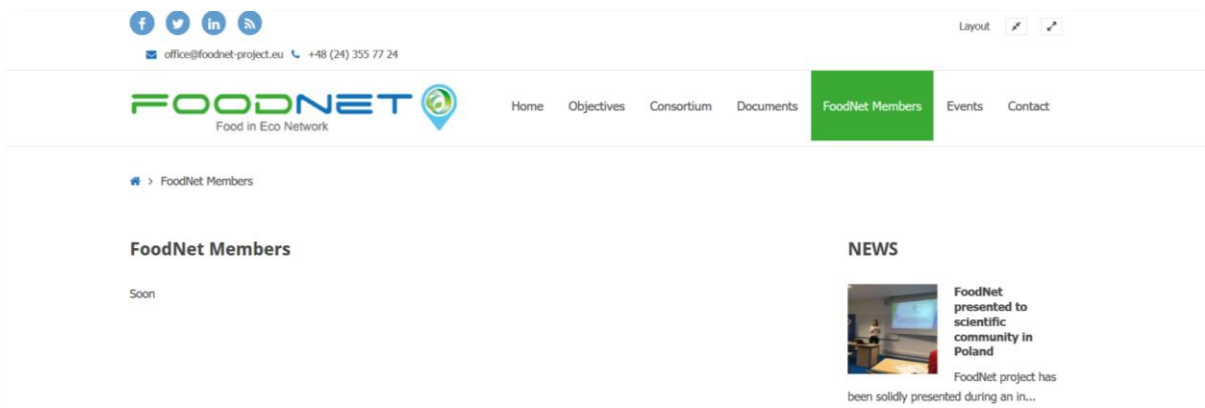 Layout
office@foodnet-project.eu +48 (24) 355 77 24
FOODNET
Food in Eco Network
Home Objectives Consortium Documents FoodNet Members Events Contact
> FoodNet Members
FoodNet Members
Soon
NEWS
FoodNet
presented to
scientific
community in
Poland
FoodNet project has
been solidly presented during an in...